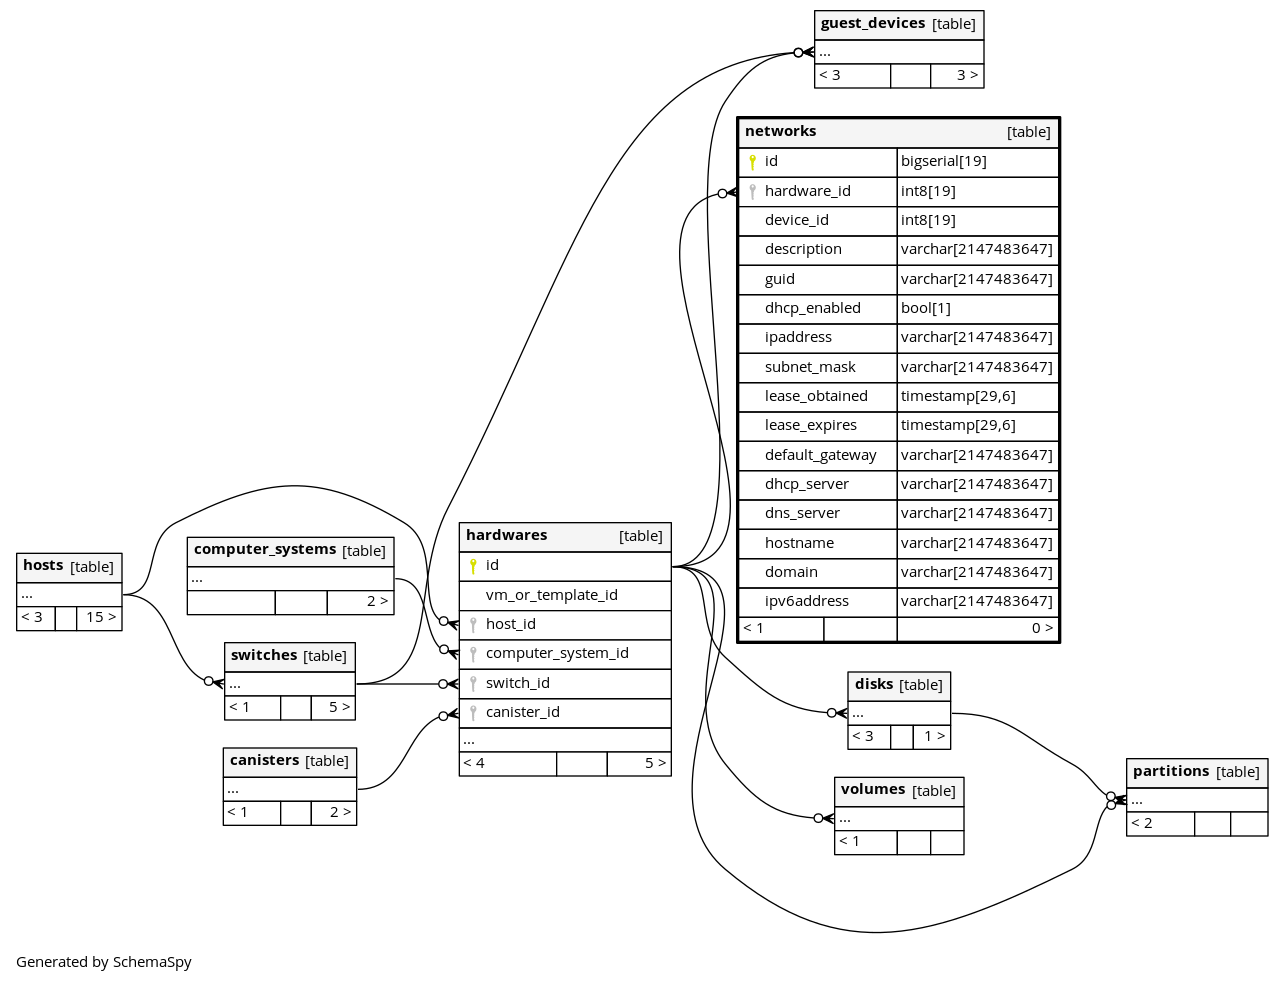 guest_devices [table]
...
< 3 3 >
networks [table]
id bigserial[19]
hardware_id int8[19]
device_id int8[19]
description varchar[2147483647]
guid varchar[2147483647]
dhcp_enabled bool[1]
ipaddress varchar[2147483647]
subnet_mask varchar[2147483647]
lease_obtained timestamp[29,6]
lease_expires timestamp[29,6]
default_gateway varchar[2147483647]
dhcp_server varchar[2147483647]
dns_server varchar[2147483647]
hostname varchar[2147483647]
domain varchar[2147483647]
ipv6address varchar[2147483647]
< 1 0 >
hosts [table]
...
< 3 15 >
computer_systems [table]
...
2 >
switches [table]
...
< 1 5 >
canisters [table]
...
< 1 2 >
hardwares [table]
id
vm_or_template_id
host_id
computer_system_id
switch_id
canister_id
...
< 4 5 >
disks [table]
...
< 3 1 >
volumes [table]
...
< 1
partitions [table]
...
< 2
Generated by SchemaSpy